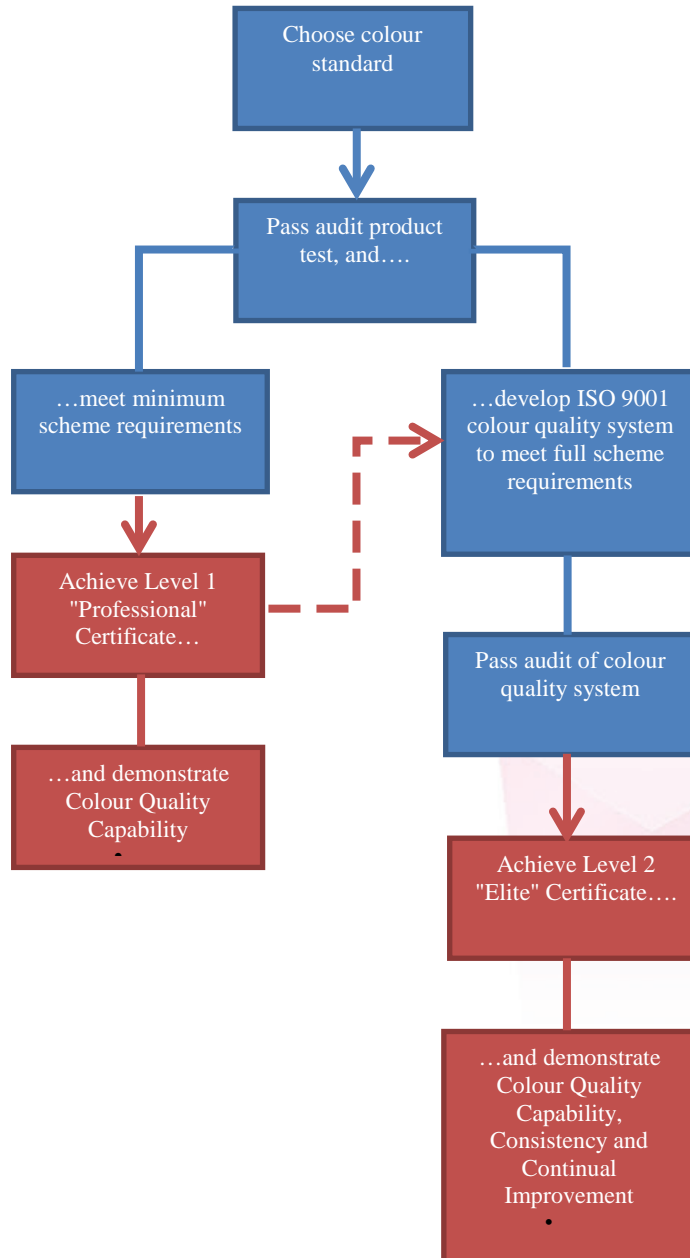 Choose colour
standard
Pass audit product
test, and….
…meet minimum
scheme requirements
…develop ISO 9001
colour quality system
to meet full scheme
requirements
Achieve Level 1
"Professional"
Certificate…
Pass audit of colour
quality system
…and demonstrate
Colour Quality
Capability
Achieve Level 2
"Elite" Certificate….
…and demonstrate
Colour Quality
Capability,
Consistency and
Continual
Improvement